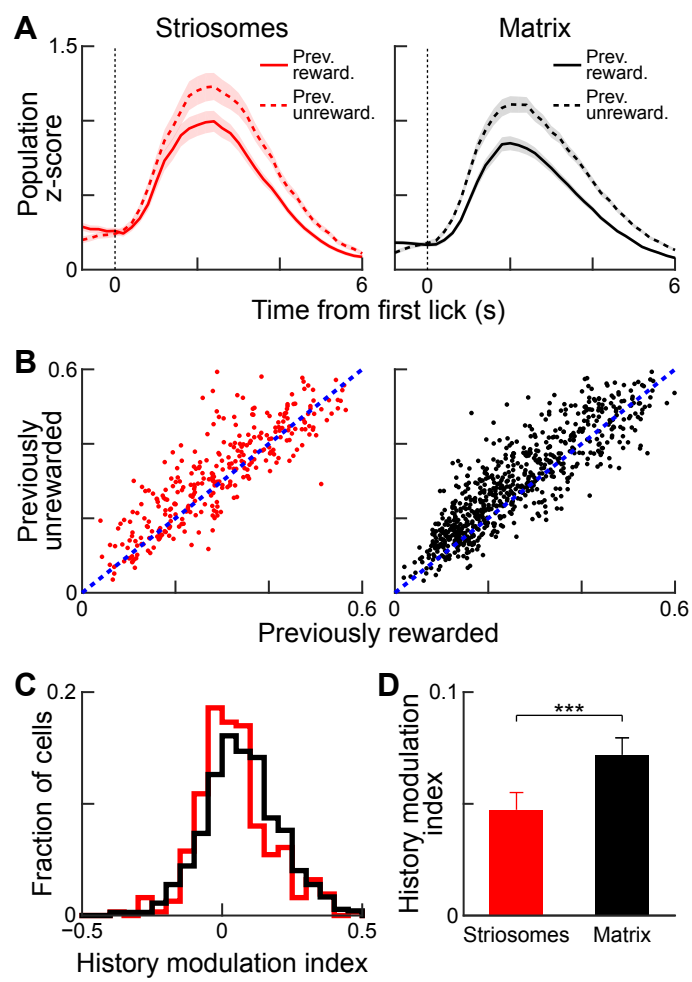 A
Striosomes
Matrix
1.5
Prev.
reward.
Prev.
unreward.
Prev.
reward.
Prev.
unreward.
Population
z-score
0
0
6
0
6
Time from first lick (s)
B
0.6
Previously
unrewarded
0
0
0.6
0
0.6
Previously rewarded
C
0.2
Fraction of cells
0
−0.5
0
0.5
History modulation index
D
0.1
***
History modulation
index
0
Striosomes
Matrix